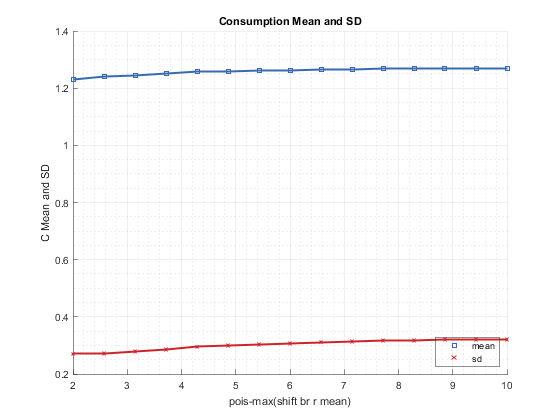 Consumption Mean and SD
1.4
1.2
1
0.8
0.6
0.4
0.2
C Mean and SD
mean
sd
2 3 4 5 6 7 8 9 10
pois-max(shift br r mean)